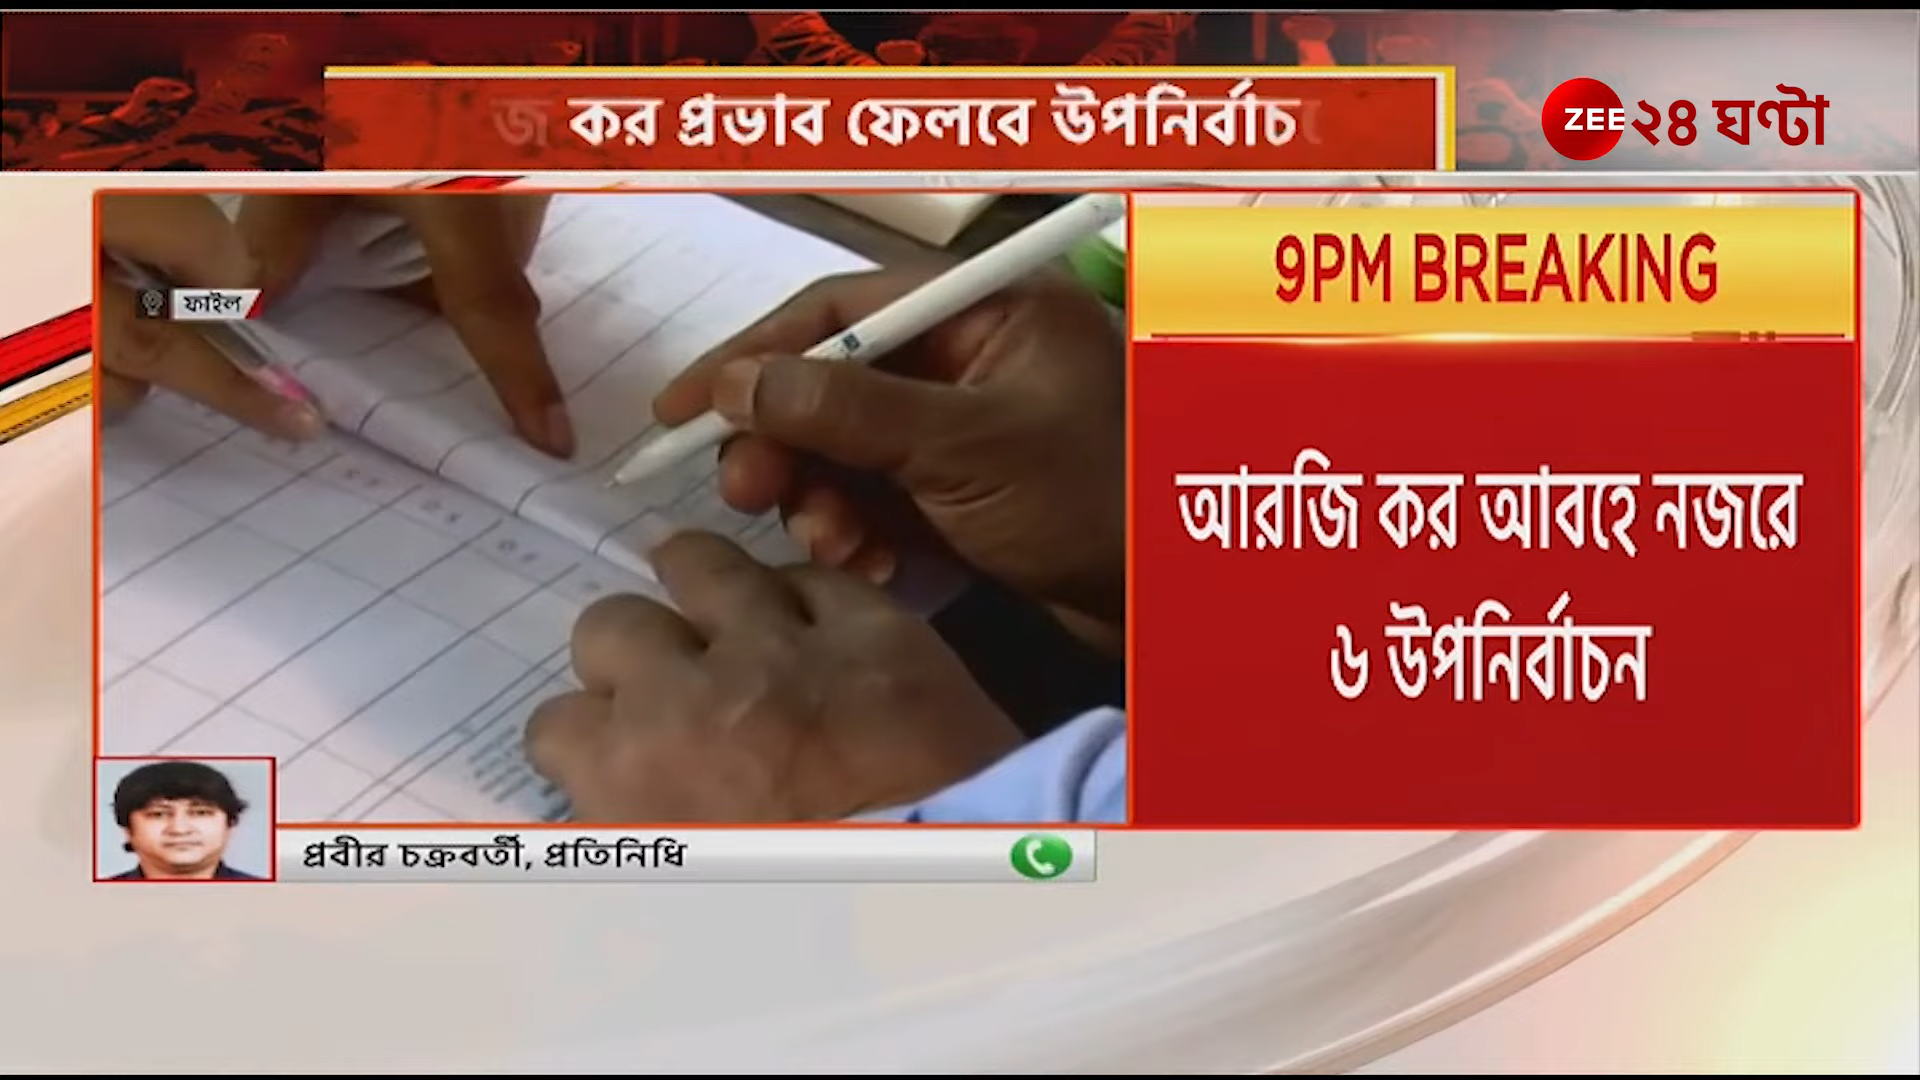 কর প্রভাব ফেলবে উপনির্বাচ
ZEE ২৪ ঘণ্টা
9PM BREAKING
ফাইল
আরজি কর আবহে নজরে
৬ উপনির্বাচন
প্রবীর চক্রবর্তী, প্রতিনিধি